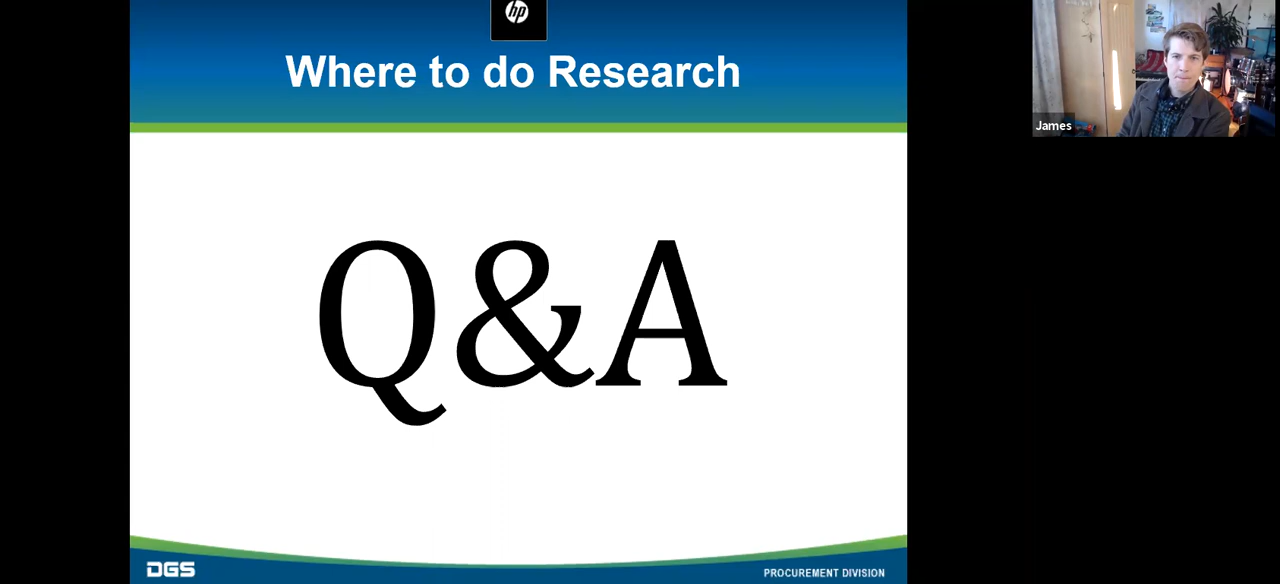 hp
Where to do Research
James
Q&A
DGS
PROCUREMENT DIVISION